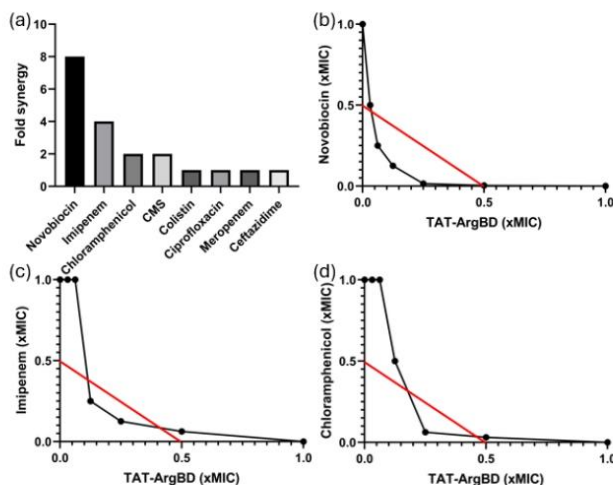 (a)
10
8
6
4
2
0
Fold synergy
Novobiocin
Imipenem
Chloramphenicol
CMS
Colistin
Ciprofloxacin
Meropenem
Ceftazidime
(b)
1.0
0.5
0.0
Novobiocin (xMIC)
0.0 0.5 1.0
TAT-ArgBD (xMIC)
(c)
1.0
0.5
0.0
Imipenem (xMIC)
0.0 0.5 1.0
TAT-ArgBD (xMIC)
(d)
1.0
0.5
0.0
Chloramphenicol (xMIC)
0.0 0.5 1.0
TAT-ArgBD (xMIC)